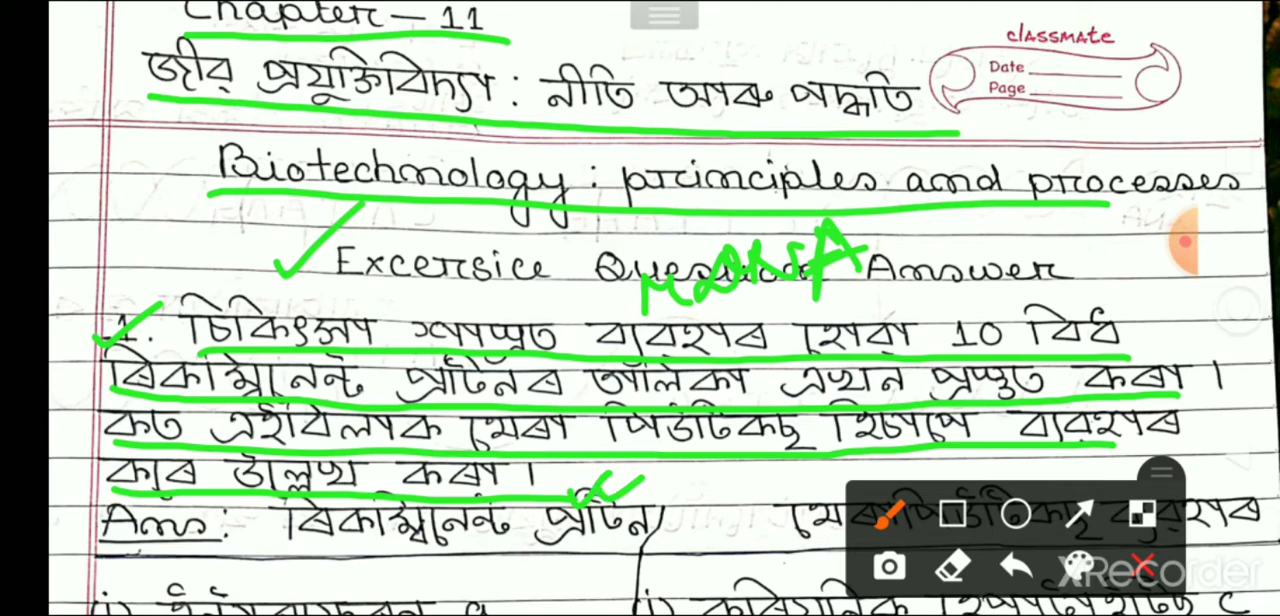 Chapter - 11
classmate
Date
Page
জীৱ প্ৰযুক্তিবিদ্যা : নীতি আৰু পদ্ধতি
Biotechnology : principles and processes
Excersice Question Answer
1. চিকিৎসা শাস্ত্ৰত ব্যৱহাৰ হোৱা 10 বিধ
ৰিকম্বিনেন্ট প্ৰটিনৰ তালিকা এখন প্ৰস্তুত কৰা।
কত এইবিলাক থেৰাপিউটিকছ হিচাপে ব্যৱহাৰ
কৰে উল্লেখ কৰা।
Ans : ৰিকম্বিনেন্ট প্ৰটিন
XRecorder